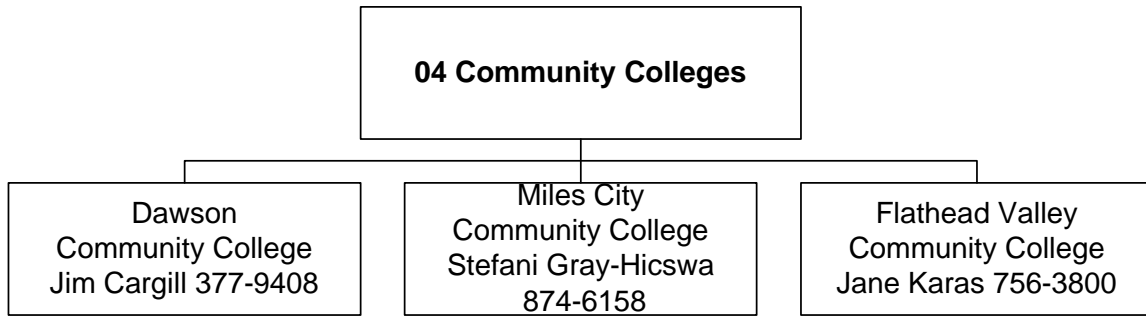 04 Community Colleges
Dawson
Community College
Jim Cargill 377-9408
Miles City
Community College
Stefani Gray-Hicswa
874-6158
Flathead Valley
Community College
Jane Karas 756-3800